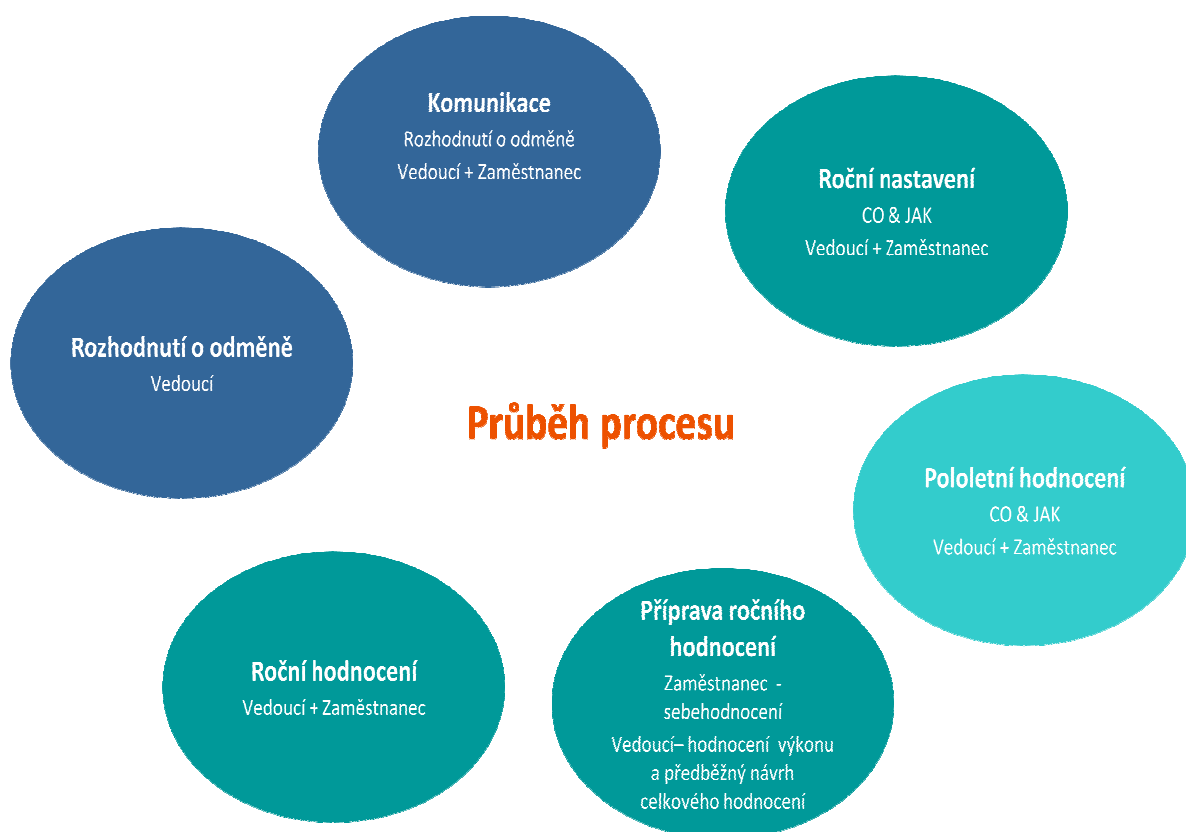 Komunikace
Rozhodnutí o odměně
Vedoucí + Zaměstnanec
Roční nastavení
CO & JAK
Vedoucí + Zaměstnanec
Rozhodnutí o odměně
Vedoucí
Průběh procesu
Pololetní hodnocení
CO & JAK
Vedoucí + Zaměstnanec
Roční hodnocení
Vedoucí + Zaměstnanec
Příprava ročního
hodnocení
Zaměstnanec -
sebehodnocení
Vedoucí– hodnocení výkonu
a předběžný návrh
celkového hodnocení